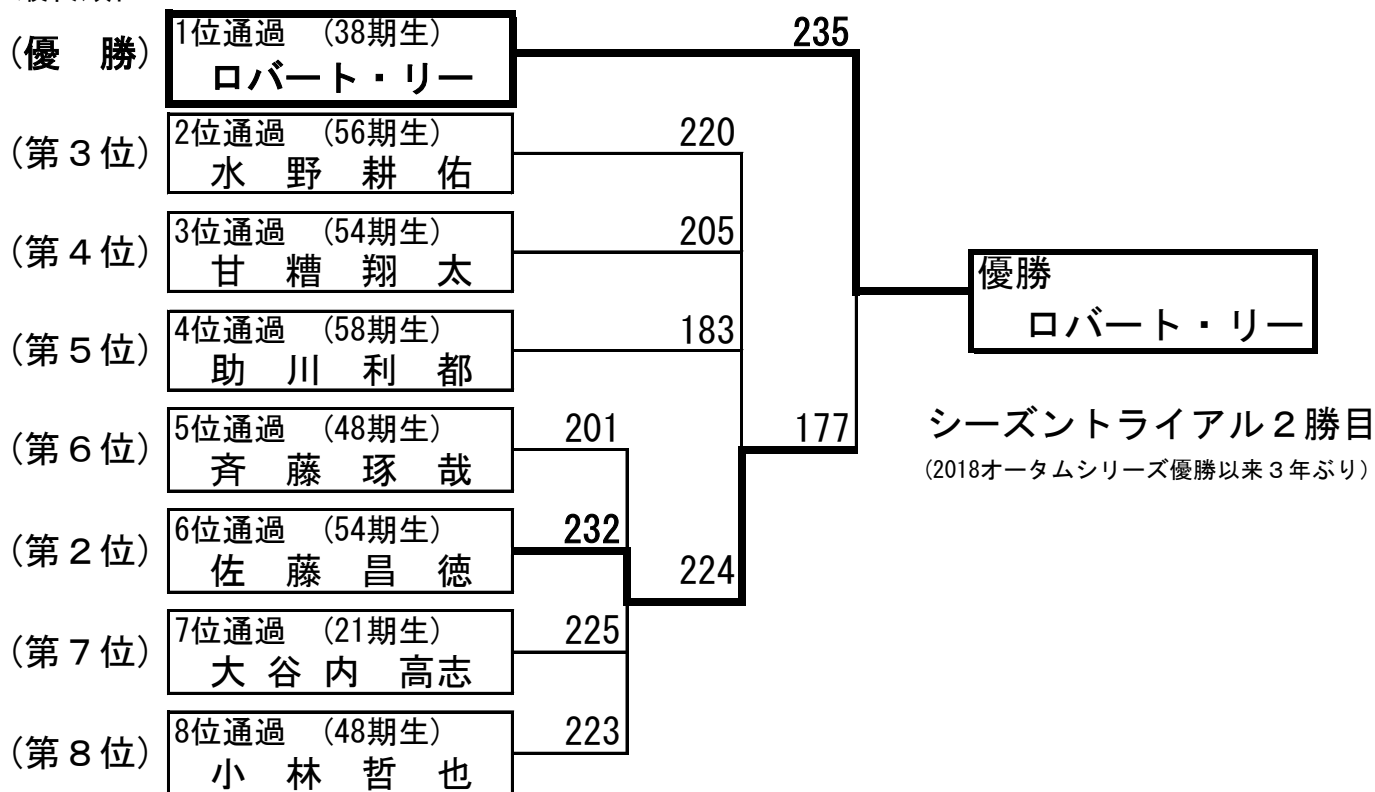 1位通過 (38期生) 235
(優 勝) ロバート・リー
2位通過 (56期生) 220
(第3位) 水野耕佑
3位通過 (54期生) 205
(第4位) 甘糟翔太
優勝
ロバート・リー
4位通過 (58期生) 183
(第5位) 助川利都
5位通過 (48期生) 201 177
(第6位) 斉藤琢哉
シーズントライアル2勝目
(2018オータムシリーズ優勝以来3年ぶり)
6位通過 (54期生) 232
(第2位) 佐藤昌徳 224
7位通過 (21期生) 225
(第7位) 大谷内 高志
8位通過 (48期生) 223
(第8位) 小林哲也